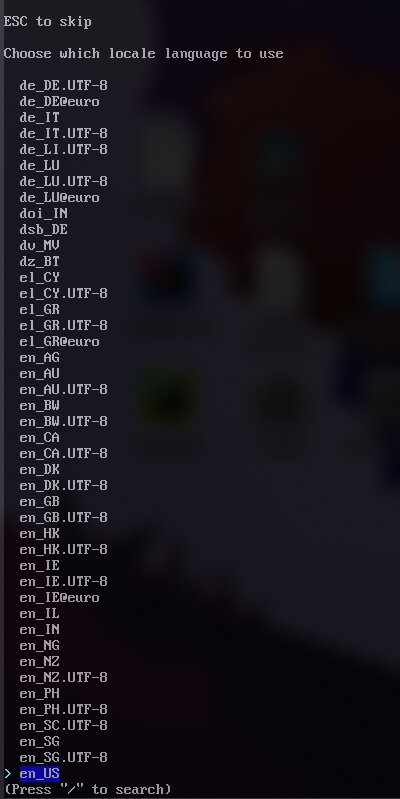 ESC to skip
Choose which locale language to use
de_DE.UTF-8
de_DE@euro
de_IT
de_IT.UTF-8
de_LI.UTF-8
de_LU
de_LU.UTF-8
de_LU@euro
doi_IN
dsb_DE
dv_MV
dz_BT
el_CY
el_CY.UTF-8
el_GR
el_GR.UTF-8
el_GR@euro
en_AG
en_AU
en_AU.UTF-8
en_BW
en_BW.UTF-8
en_CA
en_CA.UTF-8
en_DK
en_DK.UTF-8
en_GB
en_GB.UTF-8
en_HK
en_HK.UTF-8
en_IE
en_IE.UTF-8
en_IE@euro
en_IL
en_IN
en_NG
en_NZ
en_NZ.UTF-8
en_PH
en_PH.UTF-8
en_SC.UTF-8
en_SG
en_SG.UTF-8
> en_US
(Press "/" to search)